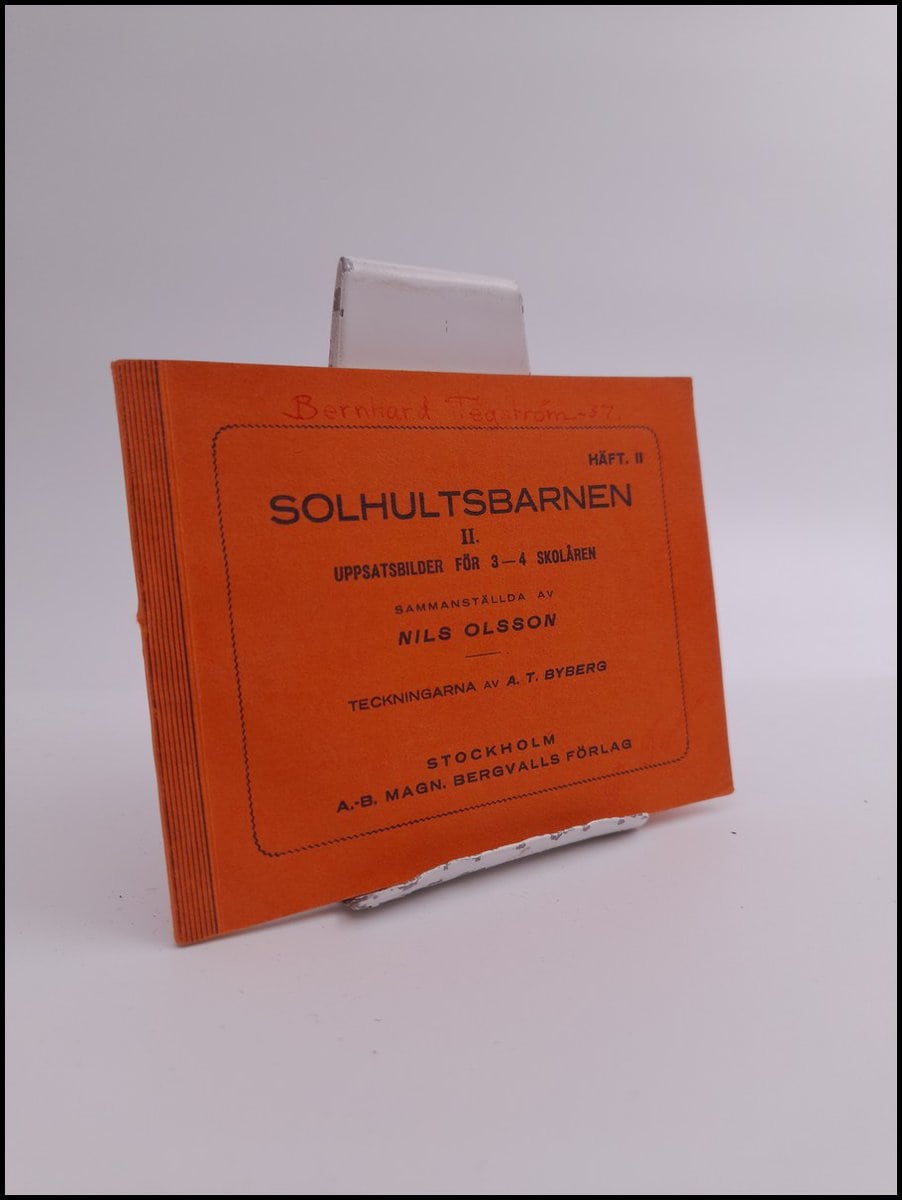 Bernhard Tegström -37.
HÄFT. II
SOLHULTSBARNEN
II.
UPPSATSBILDER FÖR 3—4 SKOLÅREN
SAMMANSTÄLLDA AV
NILS OLSSON
TECKNINGARNA AV A. T. BYBERG
STOCKHOLM
A.-B. MAGN. BERGVALLS FÖRLAG